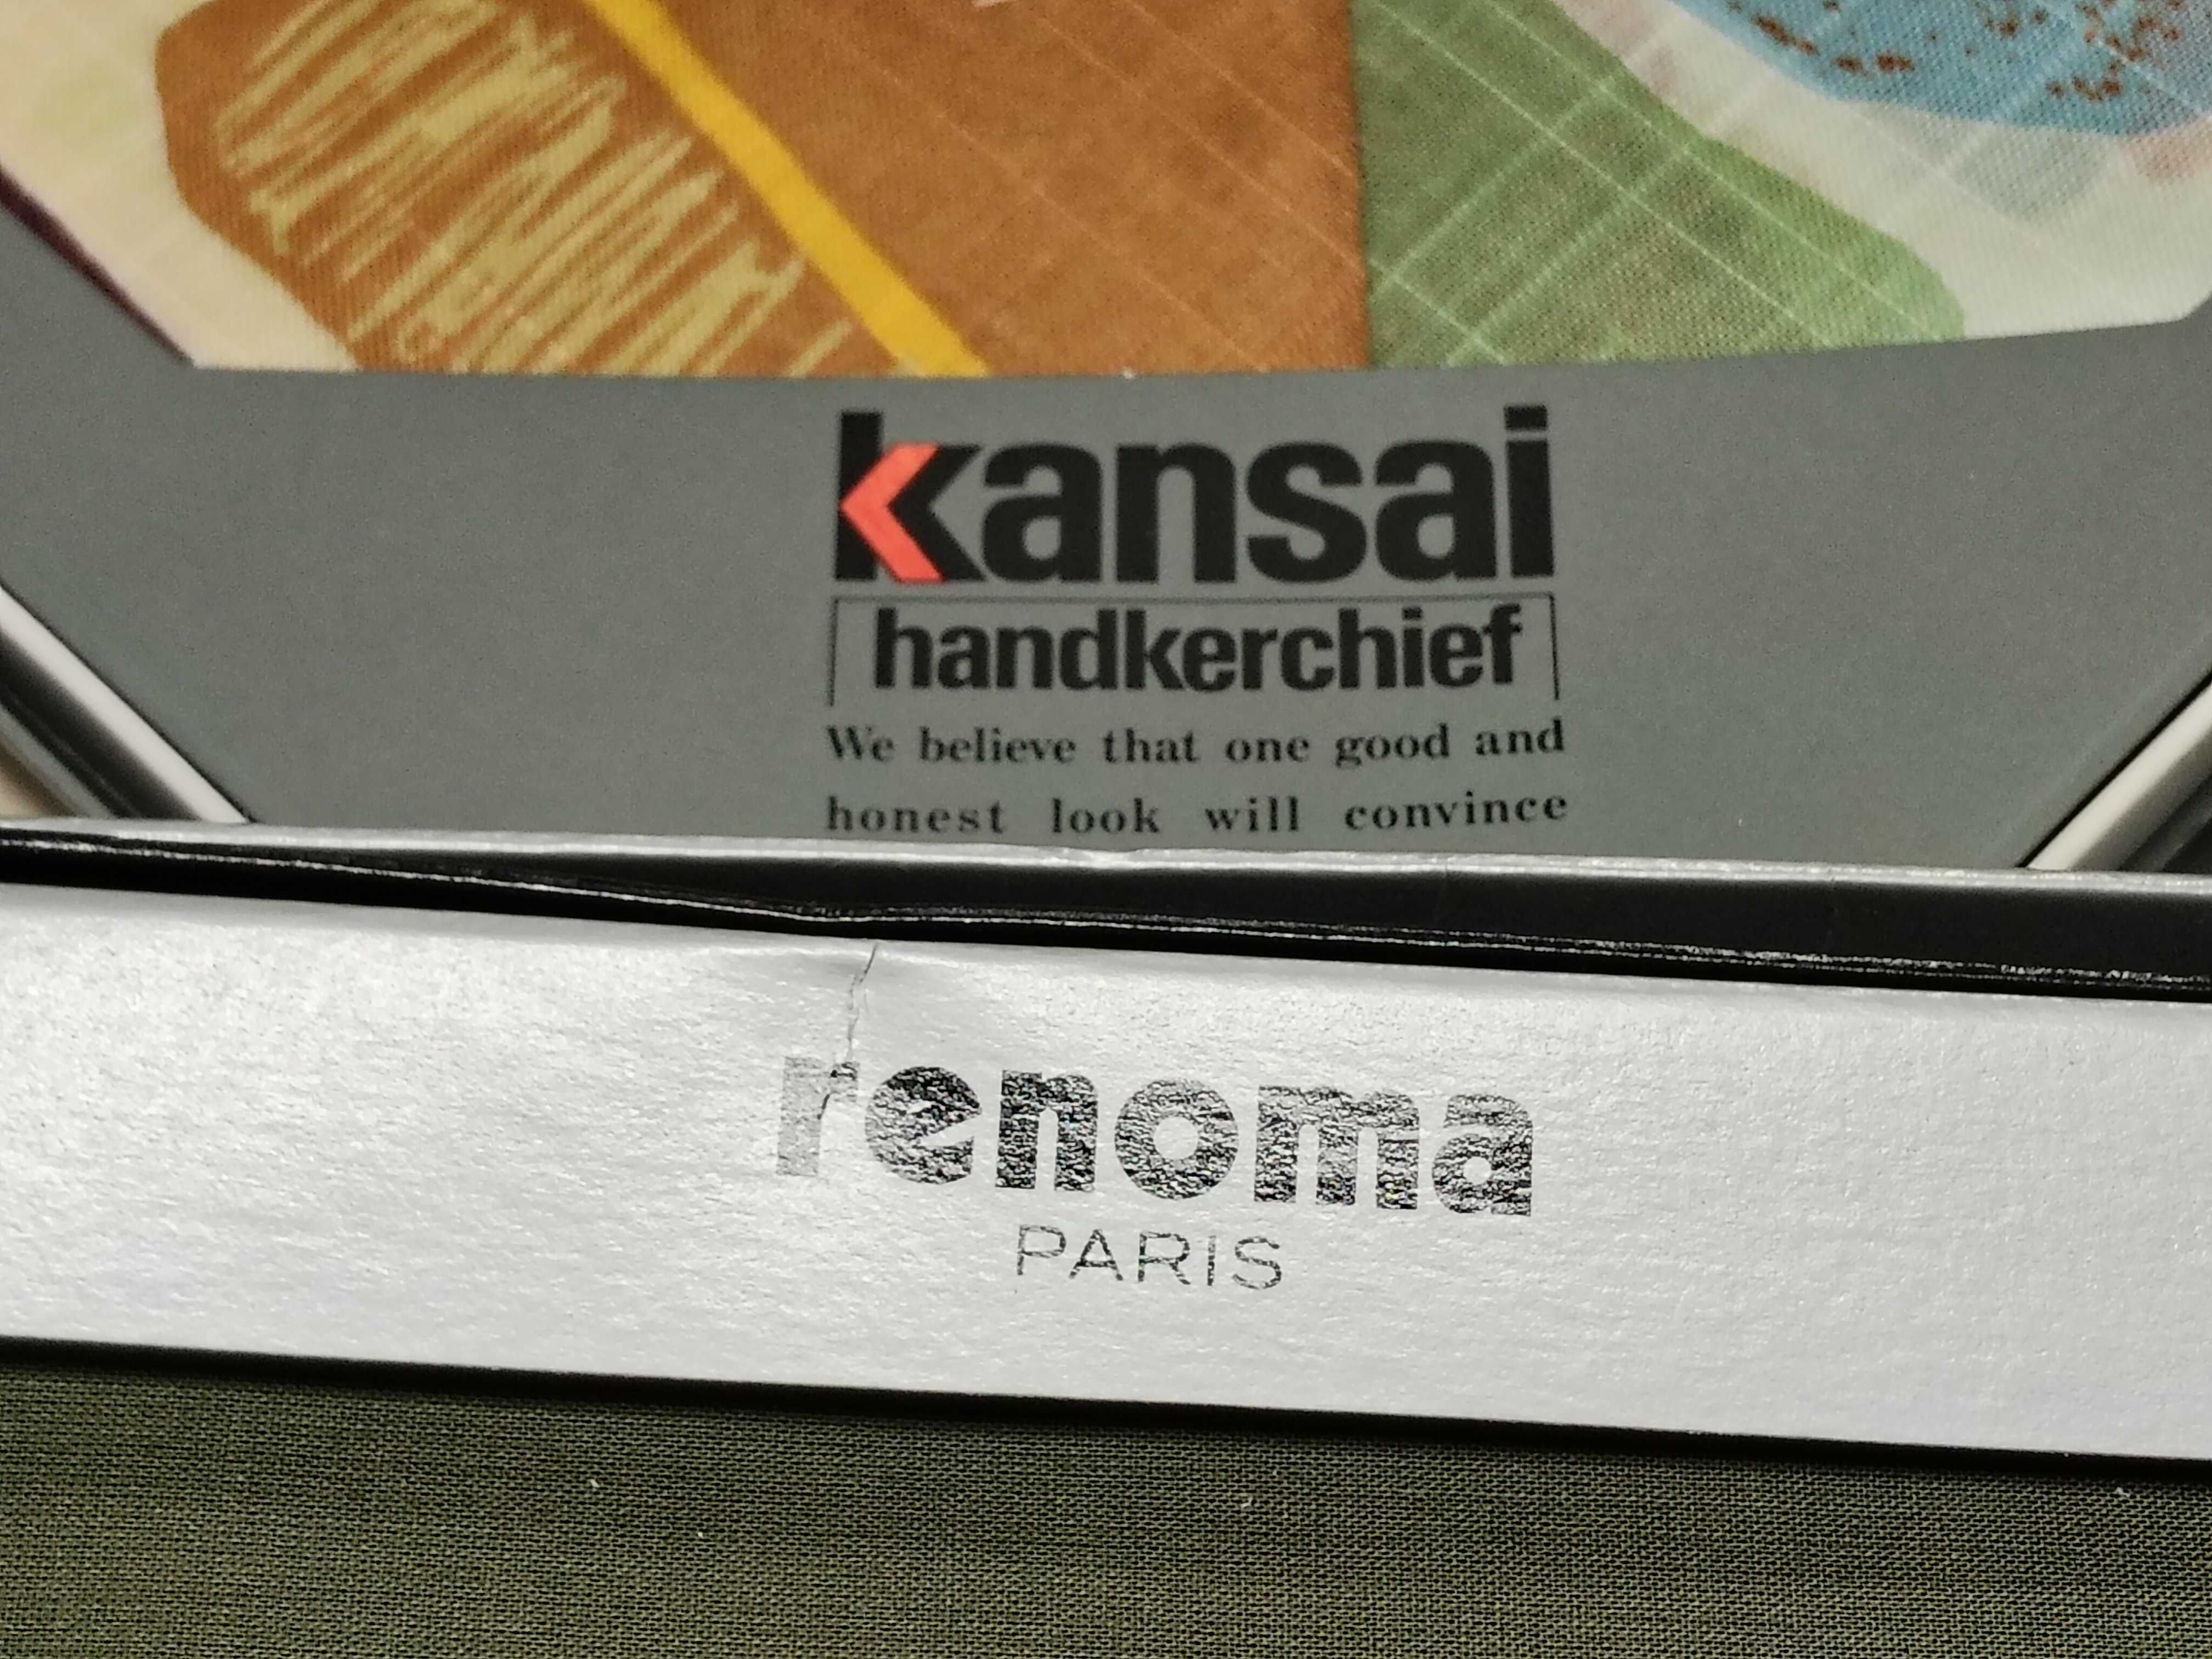 kansai
handkerchief
We believe that one good and
honest look will convince
renoma
PARIS